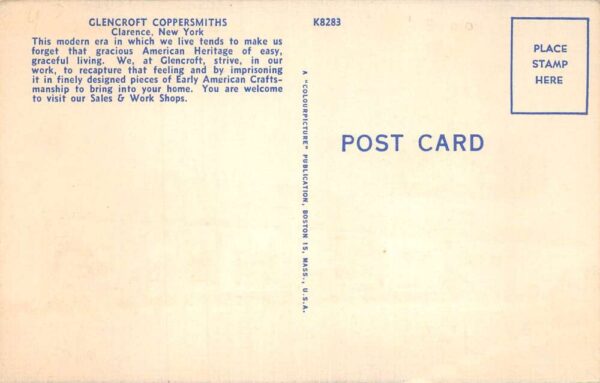 GLENCROFT COPPERSMITHS
Clarence, New York
This modern era in which we live tends to make us
forget that gracious American Heritage of easy,
graceful living. We, at Glencroft, strive, in our
work, to recapture that feeling and by imprisoning
it in finely designed pieces of Early American Crafts-
manship to bring into your home. You are welcome
to visit our Sales & Work Shops.
K8283
A "COLOURPICTURE" PUBLICATION, BOSTON 15, MASS., U.S.A.
POST CARD
PLACE
STAMP
HERE